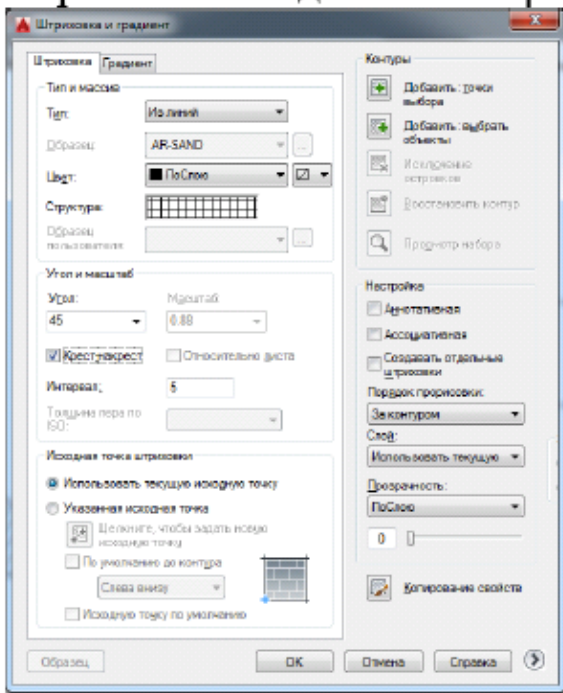 Штриховка и градиент
Штриховка Градиент
Тип и массив
Тип: Из линий
Образец: AR-SAND ...
Цвет: ПоСлою
Структура:
Образец
пользователя: ...
Угол и масштаб
Угол: Масштаб:
45 0.88
Крест-накрест Относительно листа
Интервал: 5
Толщина пера по
ISO:
Исходная точка штриховки
Использовать текущую исходную точку
Указанная исходная точка
Щелкните, чтобы задать новую
исходную точку
По умолчанию до контура
Слева внизу
Исходную точку по умолчанию
Контуры
Добавить: точки
выбора
Добавить: выбрать
объекты
Исключение
островков
Восстановить контур
Просмотр набора
Настройка
Аннотативная
Ассоциативная
Создавать отдельные
штриховки
Порядок прорисовки:
За контуром
Слой:
Использовать текущую
Прозрачность:
ПоСлою
0
Копирование свойств
Образец OK Отмена Справка